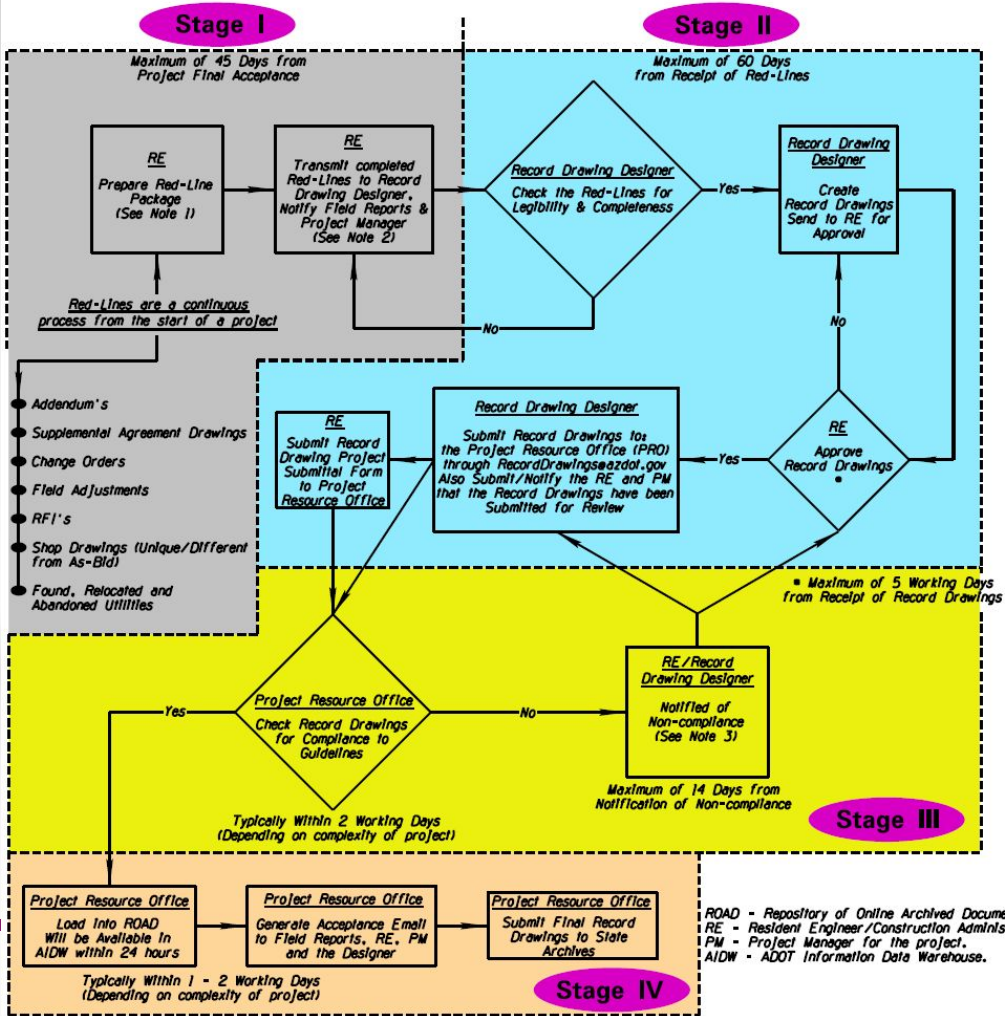 Stage I
Stage II
Maximum of 45 Days from
Project Final Acceptance
Maximum of 60 Days
from Receipt of Red-Lines
RE
Prepare Red-Line
Package
(See Note 1)
RE
Transmit completed
Red-Lines to Record
Drawing Designer,
Notify Field Reports &
Project Manager
(See Note 2)
Record Drawing Designer
Check the Red-Lines for
Legibility & Completeness
Yes
Record Drawing
Designer
Create
Record Drawings
Send to RE for
Approval
No
No
Red-Lines are a continuous
process from the start of a project
Addendum's
Supplemental Agreement Drawings
Change Orders
Field Adjustments
RFI's
Shop Drawings (Unique/Different
from As-Bid)
Found, Relocated and
Abandoned Utilities
RE
Submit Record
Drawing Project
Submittal Form
to Project
Resource Office
Record Drawing Designer
Submit Record Drawings to:
the Project Resource Office (PRO)
through RecordDrawings@azdot.gov
Also Submit/Notify the RE and PM
that the Record Drawings have been
Submitted for Review
Yes
RE
Approve
Record Drawings
*
* Maximum of 5 Working Days
from Receipt of Record Drawings
Yes
Project Resource Office
Check Record Drawings
for Compliance to
Guidelines
No
RE/Record
Drawing Designer
Notified of
Non-compliance
(See Note 3)
Maximum of 14 Days from
Notification of Non-compliance
Typically Within 2 Working Days
(Depending on complexity of project)
Stage III
Project Resource Office
Load into ROAD
Will be Available in
AIDW within 24 hours
Project Resource Office
Generate Acceptance Email
to Field Reports, RE, PM
and the Designer
Project Resource Office
Submit Final Record
Drawings to State
Archives
Typically Within 1 - 2 Working Days
(Depending on complexity of project)
Stage IV
ROAD - Repository of Online Archived Docume
RE - Resident Engineer/Construction Adminis
PM - Project Manager for the project.
AIDW - ADOT Information Data Warehouse.